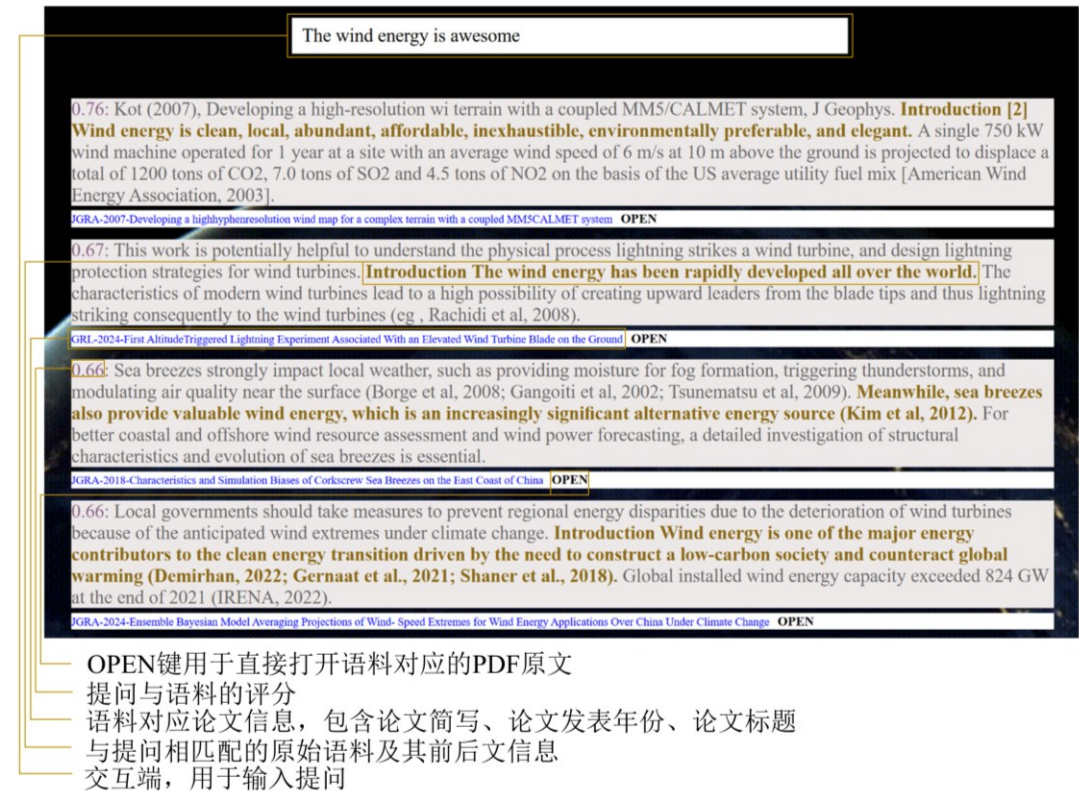 The wind energy is awesome
0.76: Kot (2007), Developing a high-resolution wi terrain with a coupled MM5/CALMET system, J Geophys. Introduction [2]
Wind energy is clean, local, abundant, affordable, inexhaustible, environmentally preferable, and elegant. A single 750 kW
wind machine operated for 1 year at a site with an average wind speed of 6 m/s at 10 m above the ground is projected to displace a
total of 1200 tons of CO2, 7.0 tons of SO2 and 4.5 tons of NO2 on the basis of the US average utility fuel mix [American Wind
Energy Association, 2003].
JGRA-2007-Developing a highhyphenresolution wind map for a complex terrain with a coupled MM5CALMET system OPEN
0.67: This work is potentially helpful to understand the physical process lightning strikes a wind turbine, and design lightning
protection strategies for wind turbines. Introduction The wind energy has been rapidly developed all over the world. The
characteristics of modern wind turbines lead to a high possibility of creating upward leaders from the blade tips and thus lightning
striking consequently to the wind turbines (eg , Rachidi et al, 2008).
GRL-2024-First AltitudeTriggered Lightning Experiment Associated With an Elevated Wind Turbine Blade on the Ground OPEN
0.66: Sea breezes strongly impact local weather, such as providing moisture for fog formation, triggering thunderstorms, and
modulating air quality near the surface (Borge et al, 2008; Gangoiti et al, 2002; Tsunematsu et al, 2009). Meanwhile, sea breezes
also provide valuable wind energy, which is an increasingly significant alternative energy source (Kim et al, 2012). For
better coastal and offshore wind resource assessment and wind power forecasting, a detailed investigation of structural
characteristics and evolution of sea breezes is essential.
JGRA-2018-Characteristics and Simulation Biases of Corkscrew Sea Breezes on the East Coast of China OPEN
0.66: Local governments should take measures to prevent regional energy disparities due to the deterioration of wind turbines
because of the anticipated wind extremes under climate change. Introduction Wind energy is one of the major energy
contributors to the clean energy transition driven by the need to construct a low-carbon society and counteract global
warming (Demirhan, 2022; Gernaat et al., 2021; Shaner et al., 2018). Global installed wind energy capacity exceeded 824 GW
at the end of 2021 (IRENA, 2022).
JGRA-2024-Ensemble Bayesian Model Averaging Projections of Wind- Speed Extremes for Wind Energy Applications Over China Under Climate Change OPEN
OPEN键用于直接打开语料对应的PDF原文
提问与语料的评分
语料对应论文信息，包含论文简写、论文发表年份、论文标题
与提问相匹配的原始语料及其前后文信息
交互端，用于输入提问